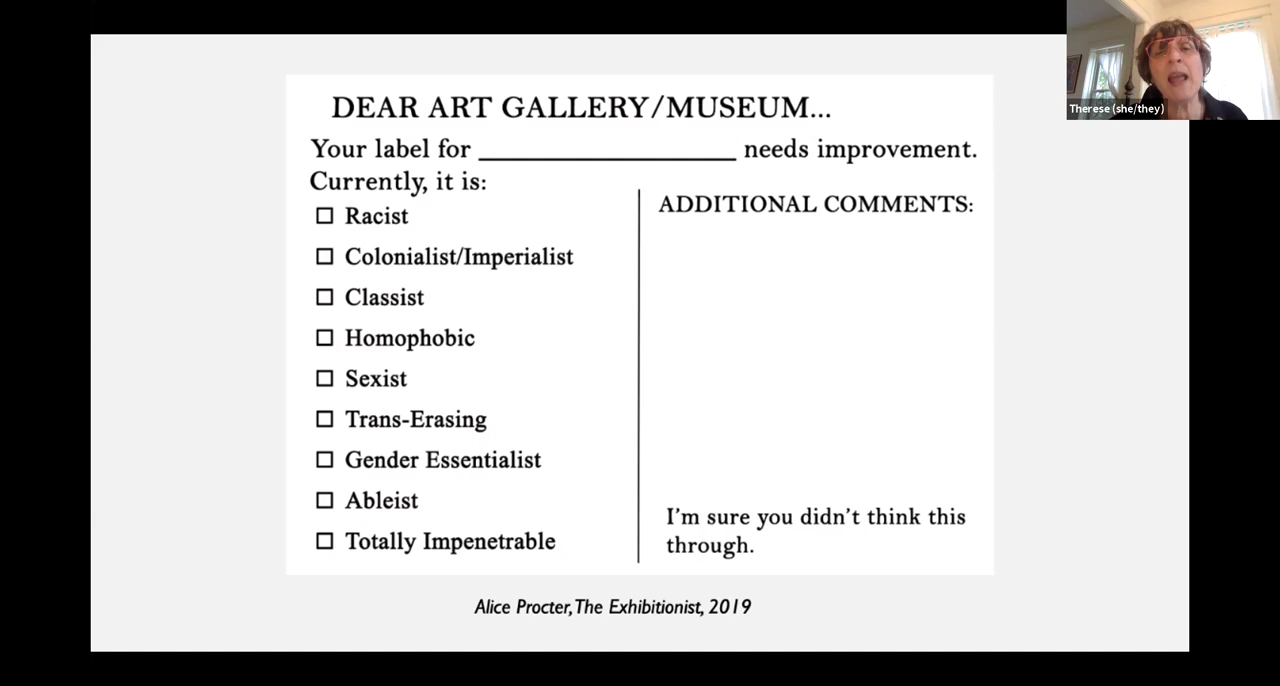 DEAR ART GALLERY/MUSEUM...
Your label for ____________________ needs improvement.
Currently, it is:
☐ Racist
☐ Colonialist/Imperialist
☐ Classist
☐ Homophobic
☐ Sexist
☐ Trans-Erasing
☐ Gender Essentialist
☐ Ableist
☐ Totally Impenetrable
ADDITIONAL COMMENTS:
I'm sure you didn't think this
through.
Alice Procter, The Exhibitionist, 2019
Therese (she/they)